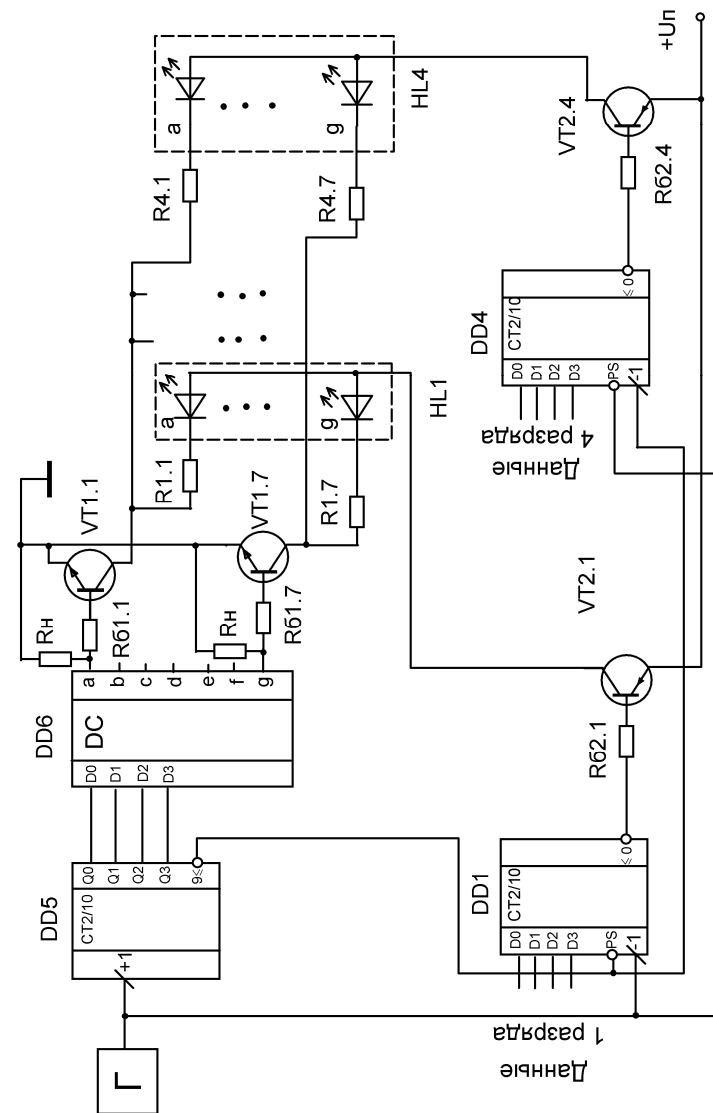 Г
DD5
CT2/10
+1
Q0
Q1
Q2
Q3
9≤
DD6
DC
D0
D1
D2
D3
a
b
c
d
e
f
g
Rн
Rб1.1
VT1.1
Rн
Rб1.7
VT1.7
R1.1
R1.7
a
g
HL1
R4.1
R4.7
a
g
HL4
Данные
1 разряда
DD1
CT2/10
D0
D1
D2
D3
PS
-1
≤ 0
Rб2.1
VT2.1
Данные
4 разряда
DD4
CT2/10
D0
D1
D2
D3
PS
-1
≤ 0
Rб2.4
VT2.4
+Uп